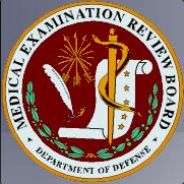 MEDICAL EXAMINATION REVIEW BOARD
DEPARTMENT OF DEFENSE